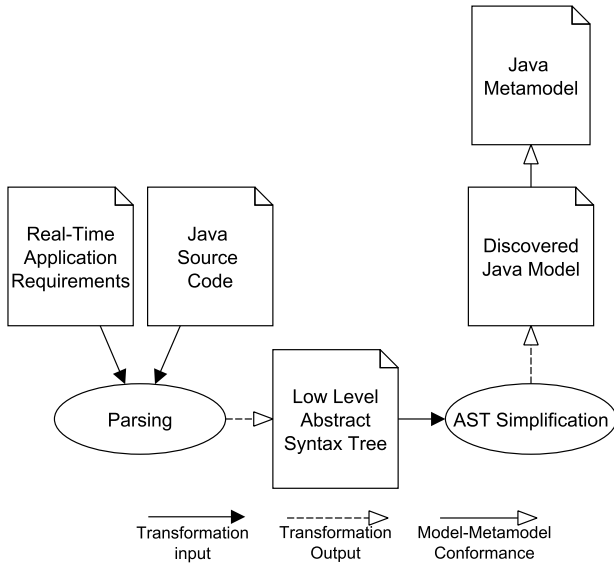 Java
Metamodel
Real-Time
Application
Requirements
Java
Source
Code
Discovered
Java Model
Parsing
Low Level
Abstract
Syntax Tree
AST Simplification
Transformation
input
Transformation
Output
Model-Metamodel
Conformance